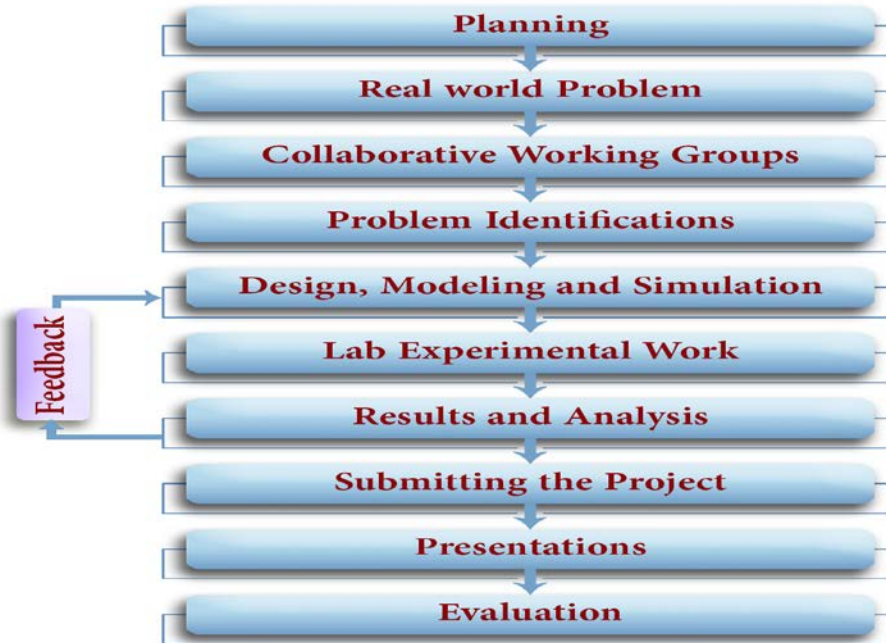 Planning
Real world Problem
Collaborative Working Groups
Problem Identifications
Design, Modeling and Simulation
Feedback
Lab Experimental Work
Results and Analysis
Submitting the Project
Presentations
Evaluation